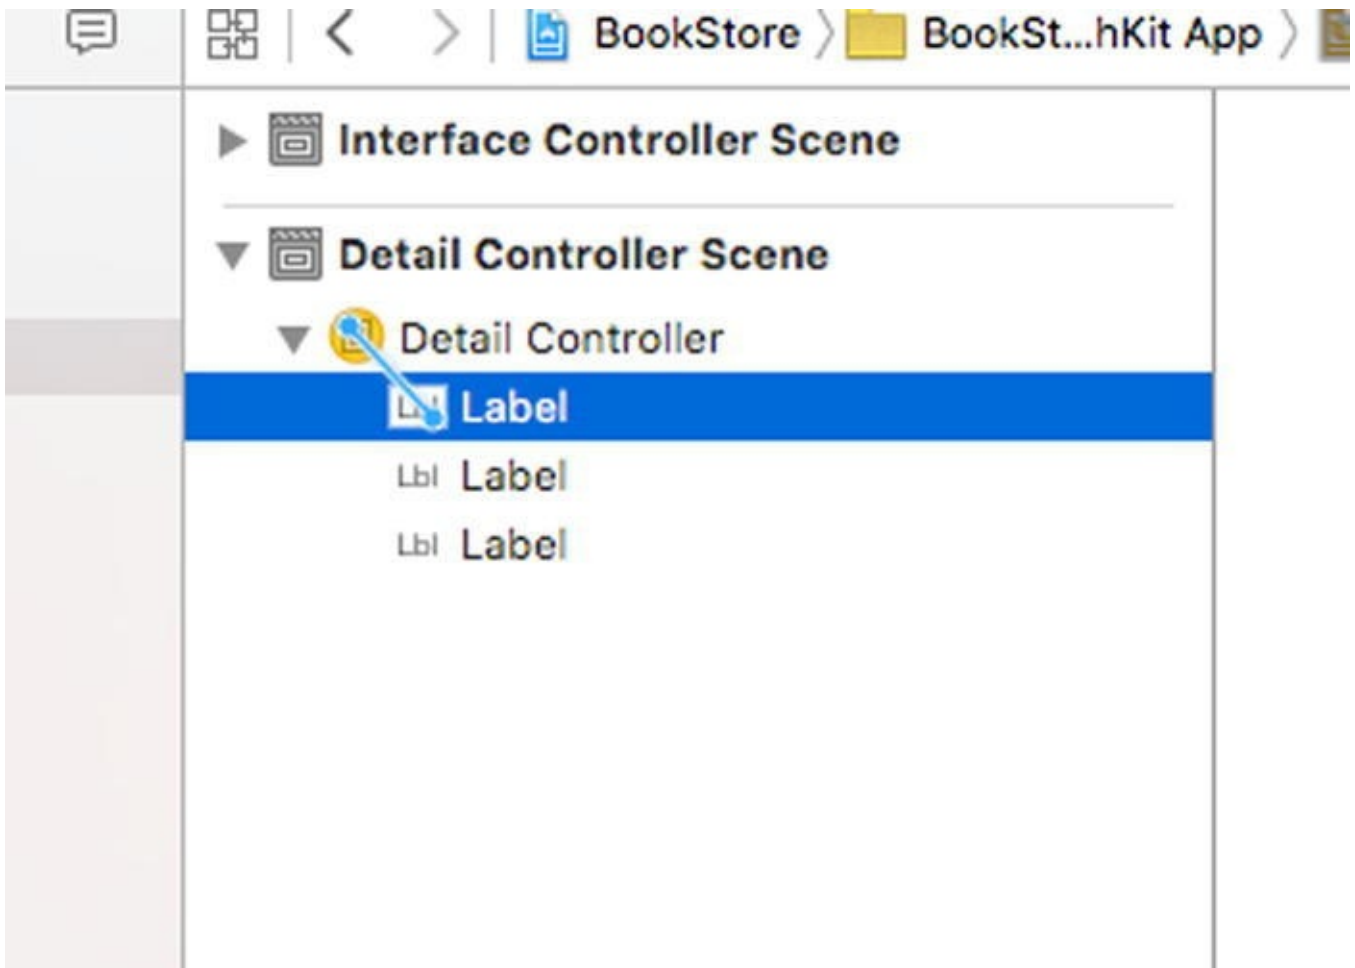 BookStore BookSt...hKit App
Interface Controller Scene
Detail Controller Scene
Detail Controller
Label
Lbl Label
Lbl Label